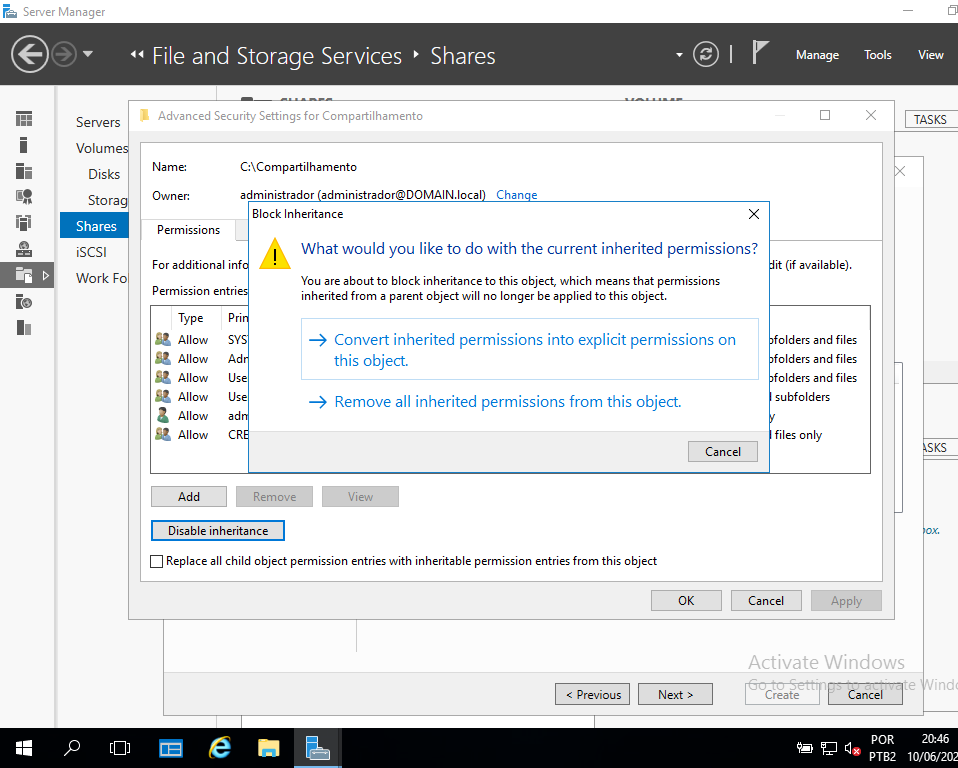 Server Manager
File and Storage Services Shares
Manage Tools View
SHARES
VOLUME
TASKS
Servers
Volumes
Disks
Storag
Shares
iSCSI
Work Fo
Advanced Security Settings for Compartilhamento
Name: C:\Compartilhamento
Owner: administrador (administrador@DOMAIN.local) Change
Permissions
For additional info
dit (if available).
Permission entries
Type Prin
Allow SYS
Allow Adr
Allow Use
Allow Use
Allow adm
Allow CRE
bfolders and files
bfolders and files
bfolders and files
l subfolders
y
l files only
Block Inheritance
What would you like to do with the current inherited permissions?
You are about to block inheritance to this object, which means that permissions
inherited from a parent object will no longer be applied to this object.
Convert inherited permissions into explicit permissions on
this object.
Remove all inherited permissions from this object.
Cancel
ASKS
box.
Add Remove View
Disable inheritance
Replace all child object permission entries with inheritable permission entries from this object
OK Cancel Apply
Activate Windows
Go to Settings to activate Windo
< Previous Next > Create Cancel
POR
PTB2
20:46
10/06/202